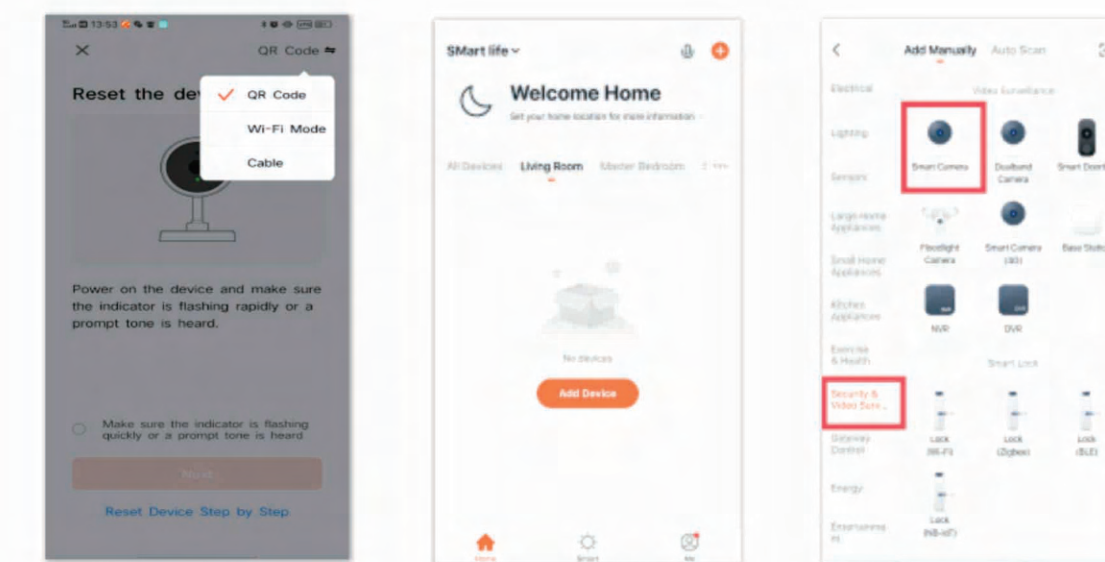 13:53
QR Code
Reset the de
QR Code
Wi-Fi Mode
Cable
Power on the device and make sure
the indicator is flashing rapidly or a
prompt tone is heard.
Make sure the indicator is flashing
quickly or a prompt tone is heard
Next
Reset Device Step by Step
SMart life
Welcome Home
Set your home location for more information
All Devices Living Room Master Bedroom
No devices
Add Device
Home Smart Me
Add Manually Auto Scan
Electrical
Video Surveillance
Lighting
Sensors
Large Home
Appliances
Small Home
Appliances
Kitchen
Appliances
Exercise
& Health
Security &
Video Surv...
Gateway
Control
Energy
Smart Camera
Dualband
Camera
Smart Doorb
Floodlight
Camera
Smart Camera
(4G)
Base Statio
NVR
DVR
Smart Lock
Lock
(Wi-Fi)
Lock
(Zigbee)
Lock
(BLE)
Lock
(NB-IoT)